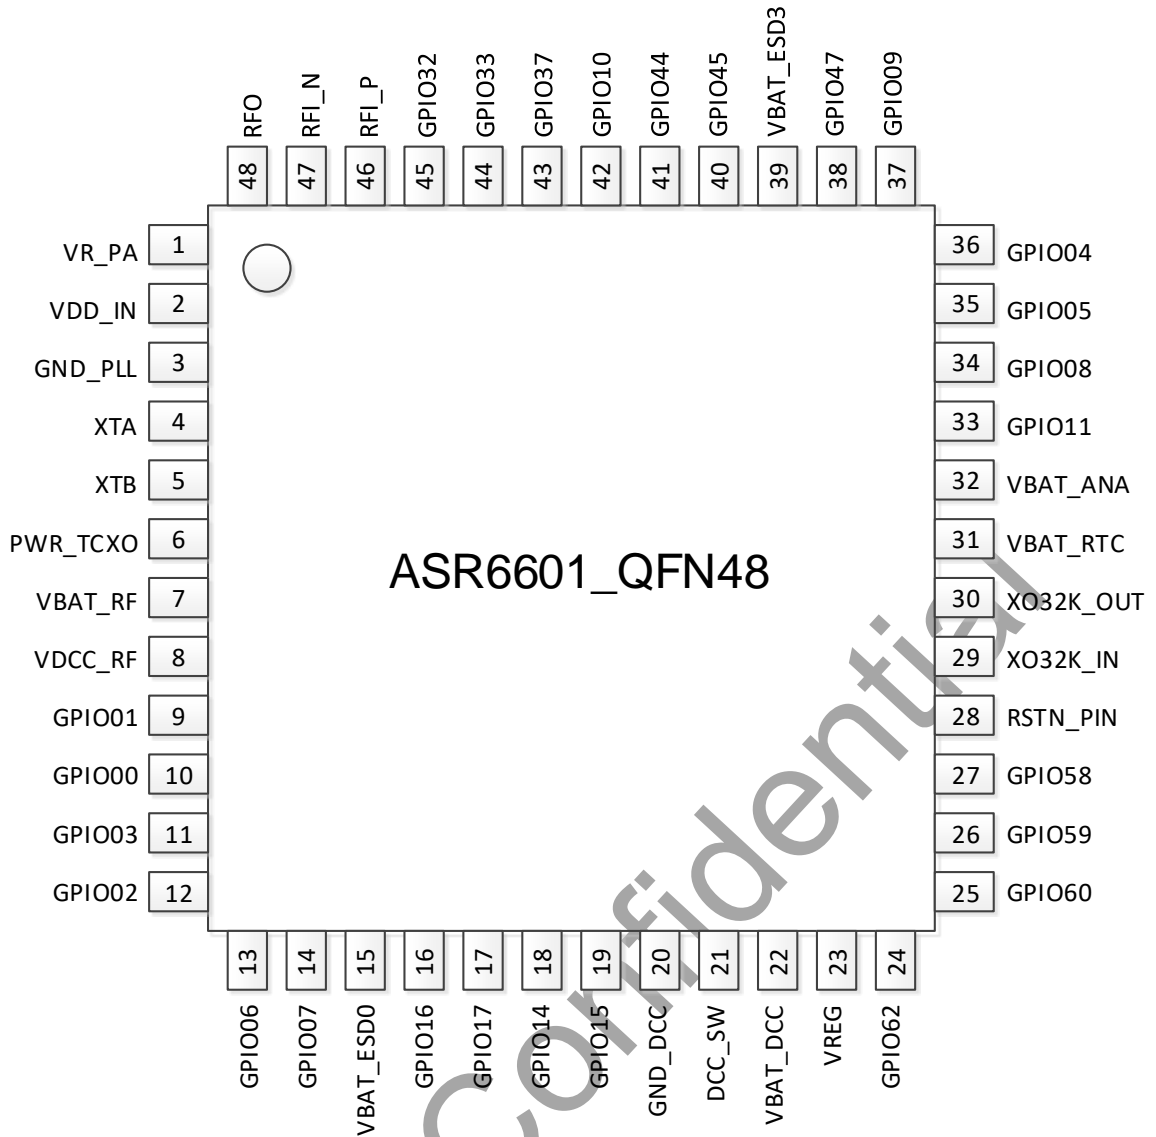 RFO
RFI_N
RFI_P
GPIO32
GPIO33
GPIO37
GPIO10
GPIO44
GPIO45
VBAT_ESD3
GPIO47
GPIO09
48
47
46
45
44
43
42
41
40
39
38
37
VR_PA 1
VDD_IN 2
GND_PLL 3
XTA 4
XTB 5
PWR_TCXO 6
VBAT_RF 7
VDCC_RF 8
GPIO01 9
GPIO00 10
GPIO03 11
GPIO02 12
ASR6601_QFN48
36 GPIO04
35 GPIO05
34 GPIO08
33 GPIO11
32 VBAT_ANA
31 VBAT_RTC
30 XO32K_OUT
29 XO32K_IN
28 RSTN_PIN
27 GPIO58
26 GPIO59
25 GPIO60
13
14
15
16
17
18
19
20
21
22
23
24
GPIO06
GPIO07
VBAT_ESD0
GPIO16
GPIO17
GPIO14
GPIO15
GND_DCC
DCC_SW
VBAT_DCC
VREG
GPIO62
Confidential